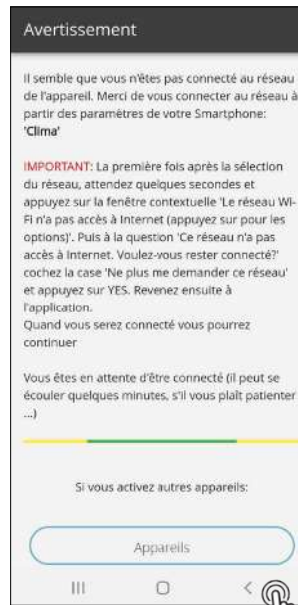 Avertissement
Il semble que vous n'êtes pas connecté au réseau
de l'appareil. Merci de vous connecter au réseau à
partir des paramètres de votre Smartphone:
'Clima'
IMPORTANT: La première fois après la sélection
du réseau, attendez quelques secondes et
appuyez sur la fenêtre contextuelle 'Le réseau Wi-
Fi n'a pas accès à Internet (appuyez sur pour les
options)'. Puis à la question 'Ce réseau n'a pas
accès à Internet. Voulez-vous rester connecté?'
cochez la case 'Ne plus me demander ce réseau'
et appuyez sur YES. Revenez ensuite à
l'application.
Quand vous serez connecté vous pourrez
continuer
Vous êtes en attente d'être connecté (il peut se
écouler quelques minutes, s'il vous plaît patienter
...)
Si vous activez autres appareils:
Appareils